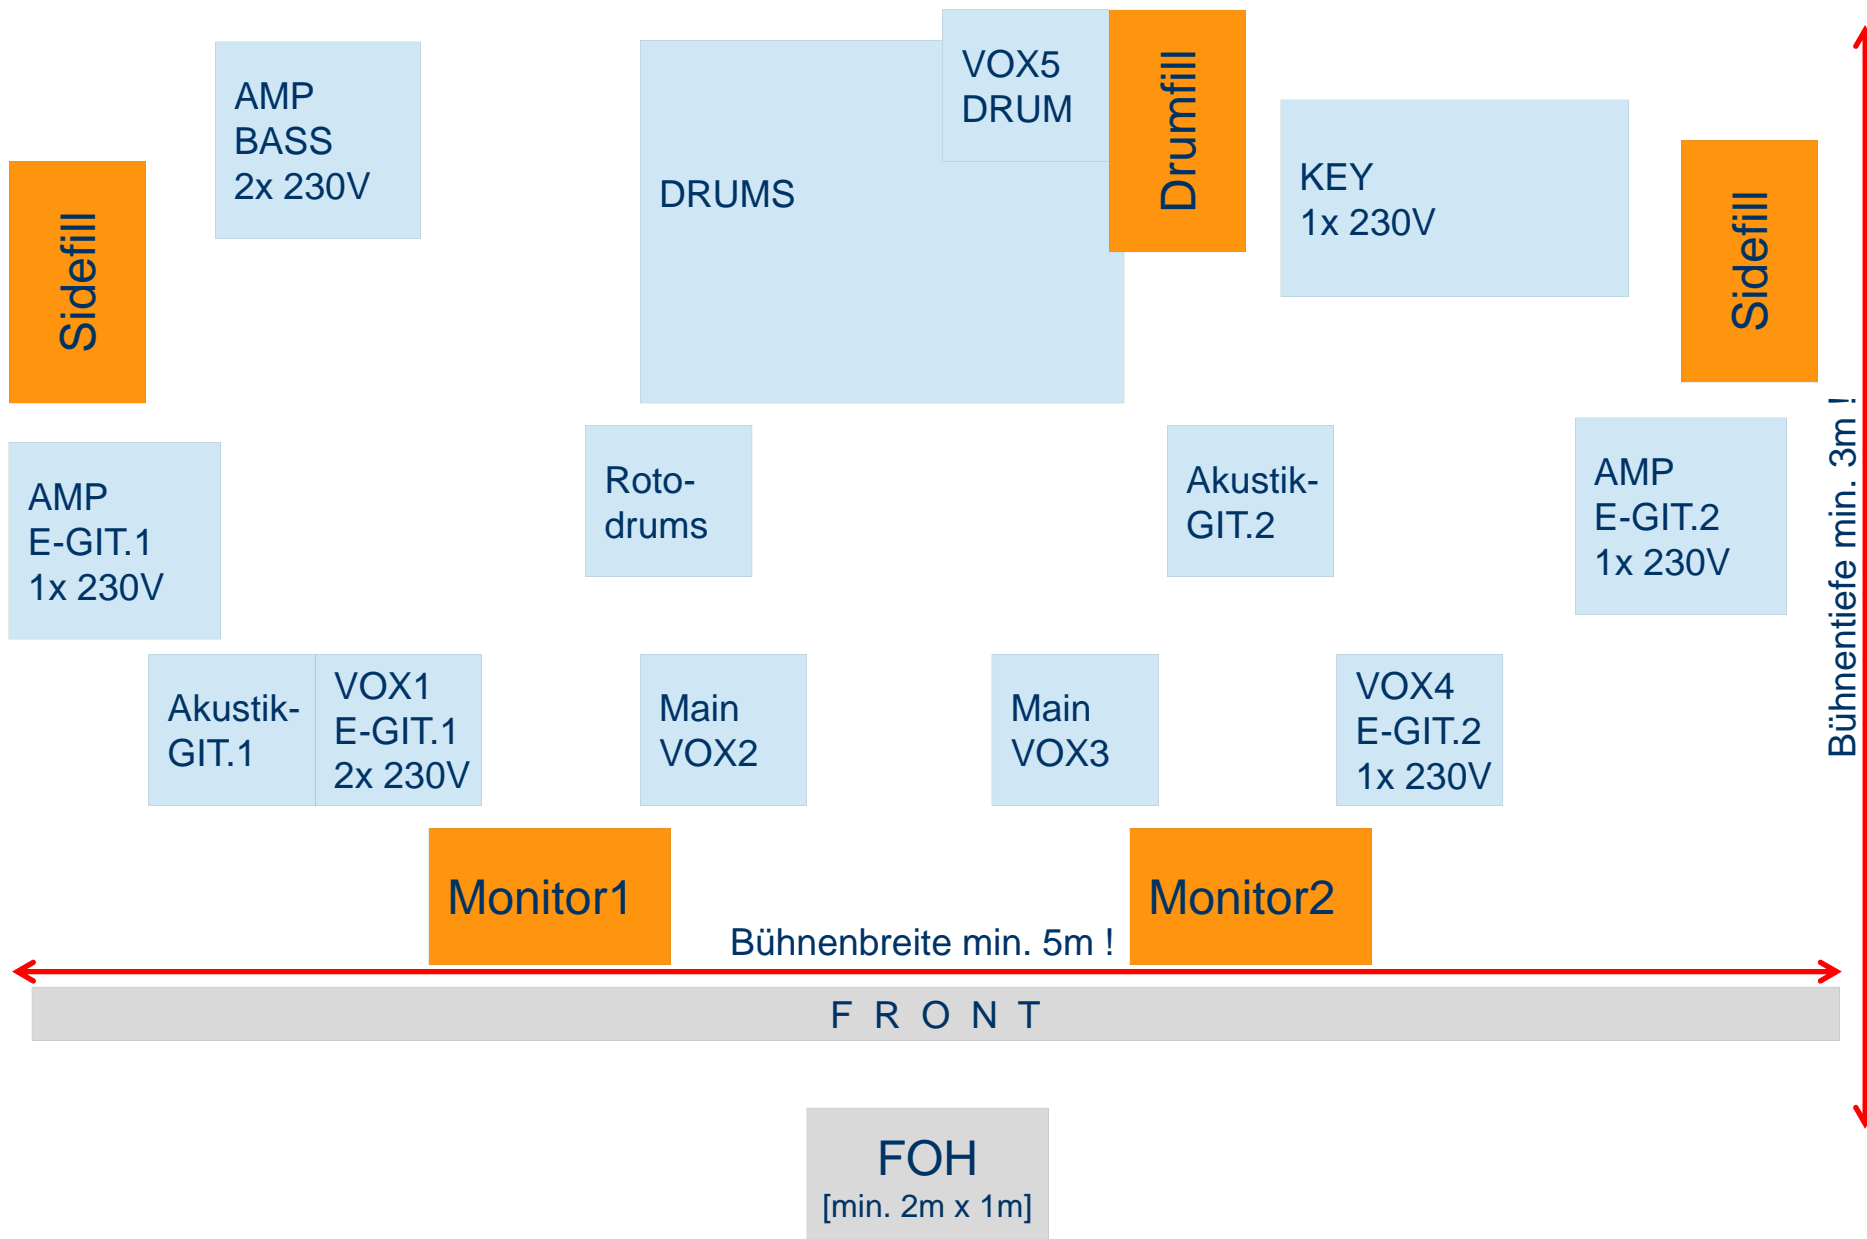 AMP
BASS
2x 230V
DRUMS
VOX5
DRUM
Drumfill
KEY
1x 230V
Sidefill
Sidefill
AMP
E-GIT.1
1x 230V
Roto-
drums
Akustik-
GIT.2
AMP
E-GIT.2
1x 230V
Bühnentiefe min. 3m !
Akustik-
GIT.1
VOX1
E-GIT.1
2x 230V
Main
VOX2
Main
VOX3
VOX4
E-GIT.2
1x 230V
Monitor1
Monitor2
Bühnenbreite min. 5m !
F R O N T
FOH
[min. 2m x 1m]